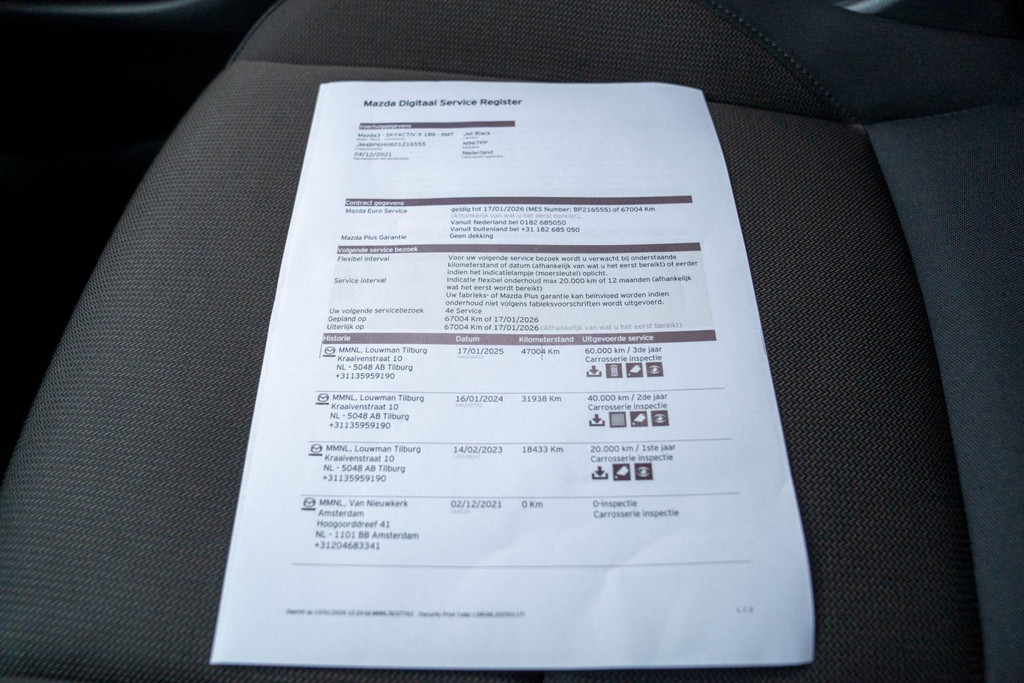 Mazda Digitaal Service Register
Voertuiggegevens
Mazda3 - SKYACTIV-X 186 - 6MT Jet Black
JM4BP6HH601216555 N967PP
04/12/2021 Nederland
Contract gegevens
Mazda Euro Service geldig tot 17/01/2026 (MES Number: BP216555) of 67004 Km
(Afhankelijk van wat u het eerst bereikt).
Vanuit Nederland bel 0182 685050
Vanuit buitenland bel +31 182 685 050
Mazda Plus Garantie Geen dekking
Volgende service bezoek
Flexibel interval Voor uw volgende service bezoek wordt u verwacht bij onderstaande
kilometerstand of datum (afhankelijk van wat u het eerst bereikt) of eerder
indien het indicatielampje (moersleutel) oplicht.
Service interval Indicatie flexibel onderhoud max 20.000 km of 12 maanden (afhankelijk
wat het eerst wordt bereikt)
Uw fabrieks- of Mazda Plus garantie kan beïnvloed worden indien
onderhoud niet volgens fabieksvoorschriften wordt uitgevoerd.
Uw volgende servicebezoek 4e Service
Gepland op 67004 Km of 17/01/2026
Uiterlijk op 67004 Km of 17/01/2026 (Afhankelijk van wat u het eerst bereikt)
Historie Datum Kilometerstand Uitgevoerde service
MMNL, Louwman Tilburg 17/01/2025 47004 Km 60.000 km / 3de jaar
Kraaivenstraat 10 Carrosserie inspectie
NL - 5048 AB Tilburg
+31135959190
MMNL, Louwman Tilburg 16/01/2024 31938 Km 40.000 km / 2de jaar
Kraaivenstraat 10 Carrosserie inspectie
NL - 5048 AB Tilburg
+31135959190
MMNL, Louwman Tilburg 14/02/2023 18433 Km 20.000 km / 1ste jaar
Kraaivenstraat 10 Carrosserie inspectie
NL - 5048 AB Tilburg
+31135959190
MMNL, Van Nieuwkerk 02/12/2021 0 Km 0-inspectie
Amsterdam Carrosserie inspectie
Hoogoorddreef 41
NL - 1101 BB Amsterdam
+31204683341